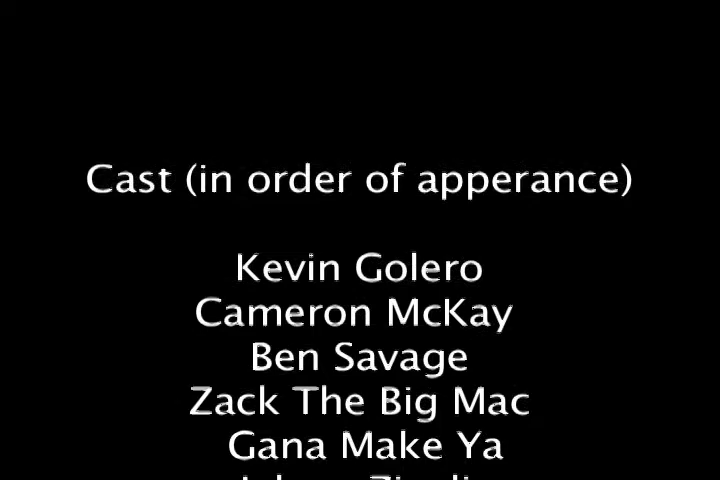 Cast (in order of apperance)
Kevin Golero
Cameron McKay
Ben Savage
Zack The Big Mac
Gana Make Ya